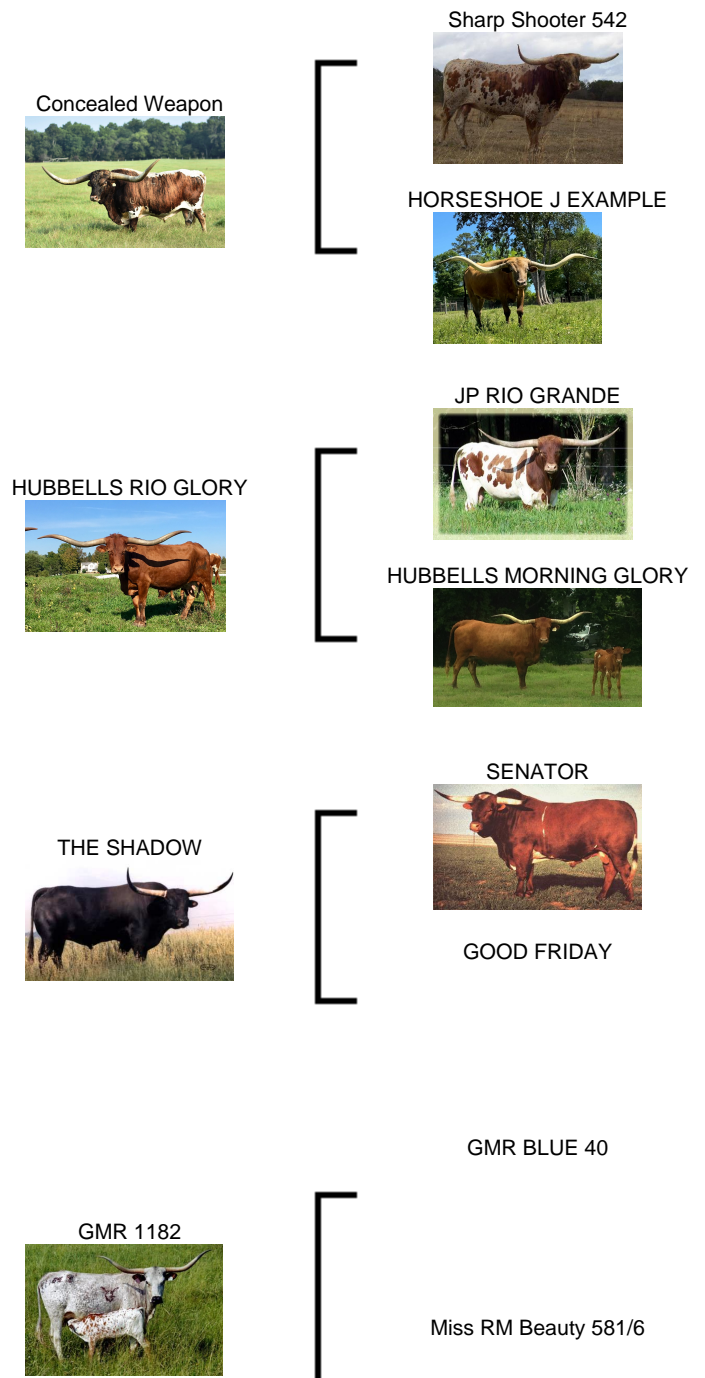 Sharp Shooter 542
Concealed Weapon
HORSESHOE J EXAMPLE
JP RIO GRANDE
HUBBELLS RIO GLORY
HUBBELLS MORNING GLORY
SENATOR
THE SHADOW
GOOD FRIDAY
GMR BLUE 40
GMR 1182
Miss RM Beauty 581/6